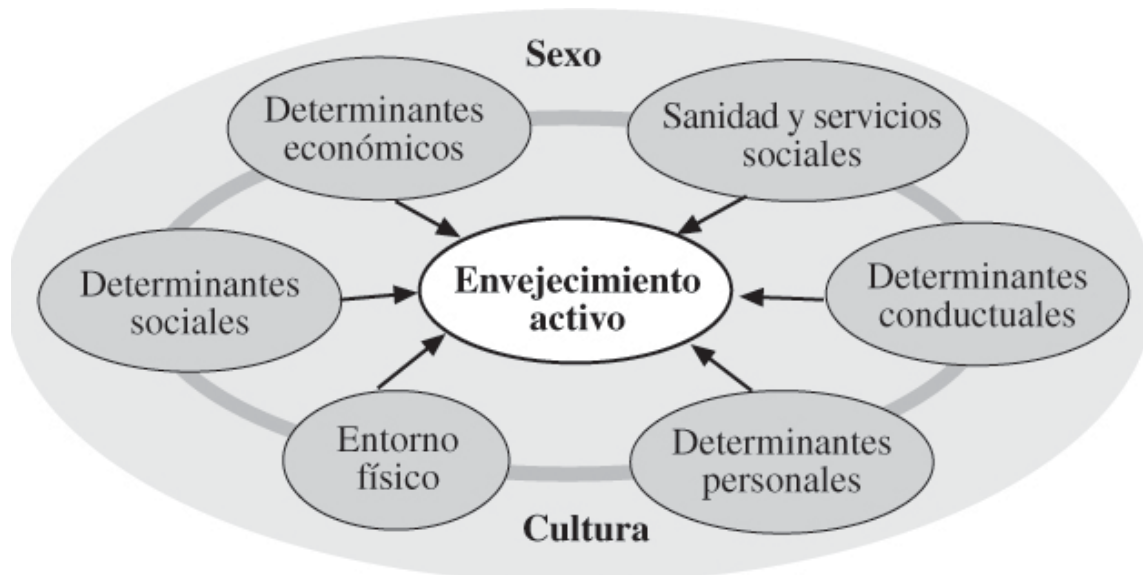 Sexo
Determinantes
económicos
Sanidad y servicios
sociales
Determinantes
sociales
Envejecimiento
activo
Determinantes
conductuales
Entorno
físico
Determinantes
personales
Cultura